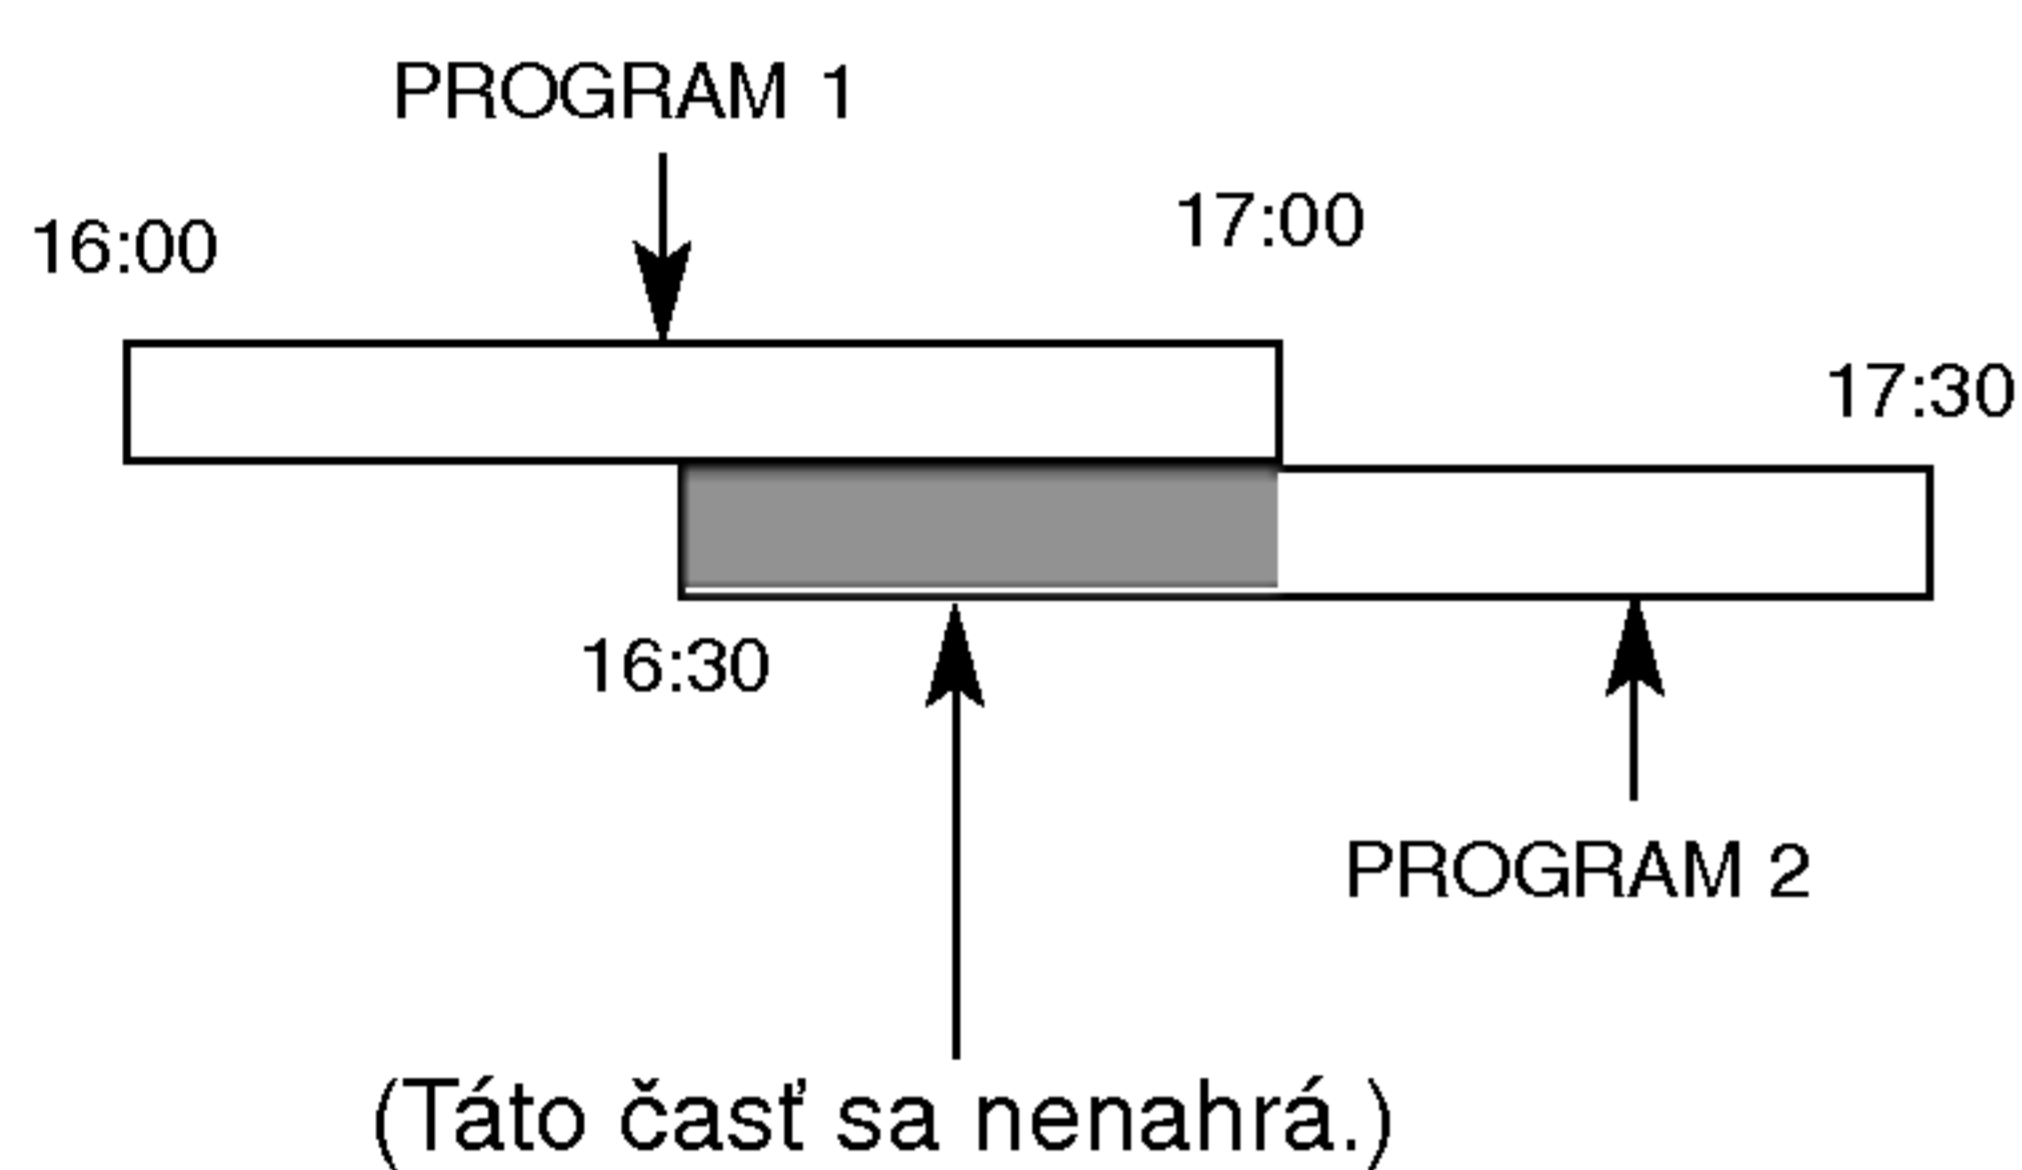 PROGRAM 1
16:00
17:00
17:30
16:30
PROGRAM 2
(Táto časť sa nenahrá.)